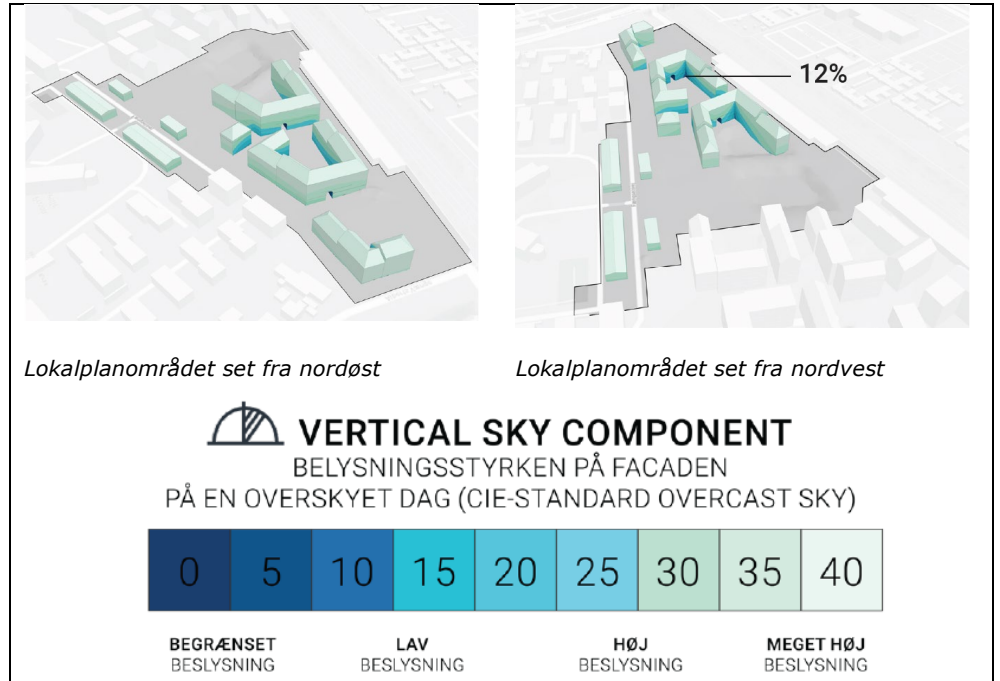 12%
Lokalplanområdet set fra nordøst
Lokalplanområdet set fra nordvest
VERTICAL SKY COMPONENT
BELYSNINGSSTYRKEN PÅ FACADEN
PÅ EN OVERSKYET DAG (CIE-STANDARD OVERCAST SKY)
0 5 10 15 20 25 30 35 40
BEGRÆNSET LAV HØJ MEGET HØJ
BESLYSNING BESLYSNING BESLYSNING BESLYSNING